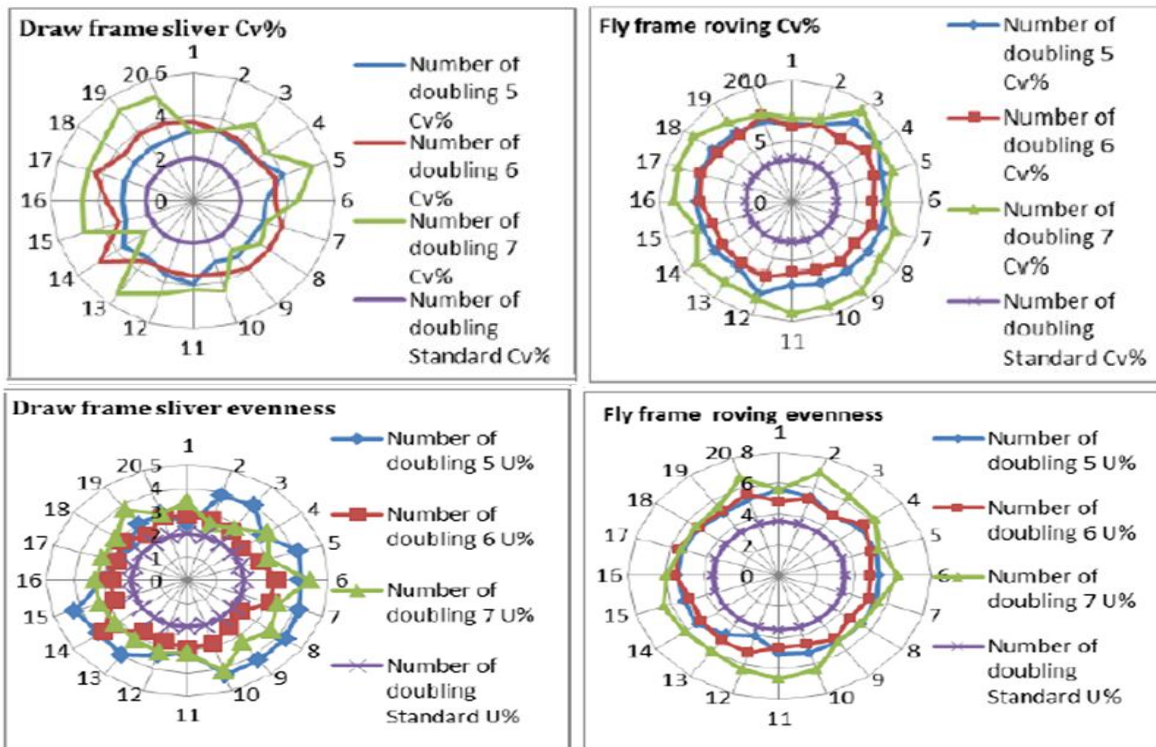 Draw frame sliver Cv%
1
2
3
4
5
6
7
8
9
10
11
12
13
14
15
16
17
18
19
20
6
4
2
0
Number of
doubling 5
Cv%
Number of
doubling 6
Cv%
Number of
doubling 7
Cv%
Number of
doubling
Standard Cv%
Fly frame roving Cv%
1
2
3
4
5
6
7
8
9
10
11
12
13
14
15
16
17
18
19
20
10
5
0
Number of
doubling 5
Cv%
Number of
doubling 6
Cv%
Number of
doubling 7
Cv%
Number of
doubling
Standard Cv%
Draw frame sliver evenness
1
2
3
4
5
6
7
8
9
10
11
12
13
14
15
16
17
18
19
20
5
4
3
2
1
0
Number of
doubling 5 U%
Number of
doubling 6 U%
Number of
doubling 7 U%
Number of
doubling
Standard U%
Fly frame roving evenness
1
2
3
4
5
6
7
8
9
10
11
12
13
14
15
16
17
18
19
20
8
6
4
2
0
Number of
doubling 5 U%
Number of
doubling 6 U%
Number of
doubling 7 U%
Number of
doubling
Standard U%